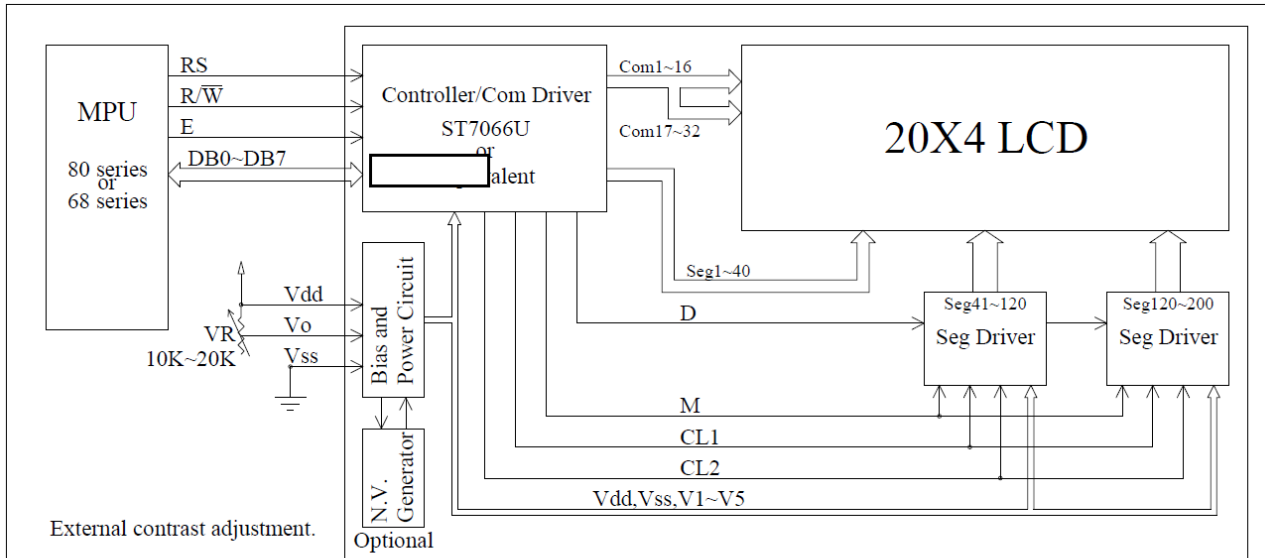 RS
R/W
E
DB0~DB7
MPU
80 series
or
68 series
Controller/Com Driver
ST7066U
or
alent
Com1~16
Com17~32
20X4 LCD
Seg1~40
Vdd
Vo
Vss
VR
10K~20K
Bias and
Power Circuit
N.V.
Generator
Optional
D
Seg41~120
Seg Driver
Seg120~200
Seg Driver
M
CL1
CL2
Vdd,Vss,V1~V5
External contrast adjustment.